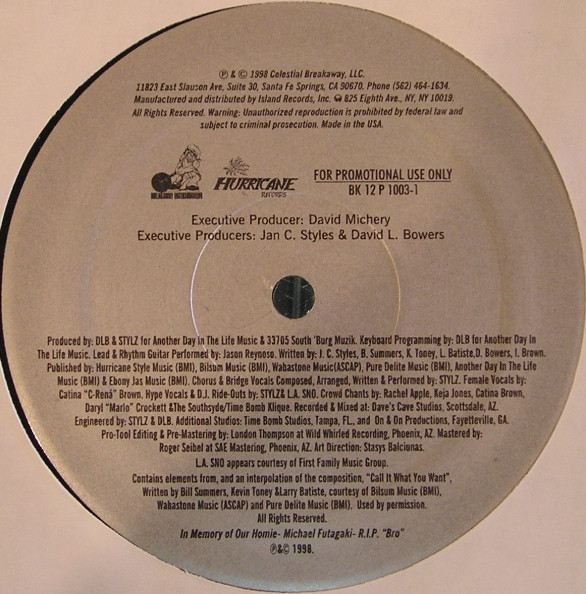 ℗ & © 1998 Celestial Breakaway, LLC.
11823 East Slauson Ave, Suite 30, Santa Fe Springs, CA 90670. Phone (562) 464-1634.
Manufactured and distributed by Island Records, Inc. 825 Eighth Ave., NY, NY 10019.
All Rights Reserved. Warning: Unauthorized reproduction is prohibited by federal law and
subject to criminal prosecution. Made in the USA.
HURRICANE
RECORDS
FOR PROMOTIONAL USE ONLY
BK 12 P 1003-1
Executive Producer: David Michery
Executive Producers: Jan C. Styles & David L. Bowers
Produced by: DLB & STYLZ for Another Day In The Life Music & 33705 South 'Burg Muzik. Keyboard Programming by: DLB for Another Day In
The Life Music. Lead & Rhythm Guitar Performed by: Jason Reynoso. Written by: J. C. Styles, B. Summers, K. Toney, L. Batiste,D. Bowers, I. Brown.
Published by: Hurricane Style Music (BMI), Bilsum Music (BMI), Wabastone Music(ASCAP), Pure Delite Music (BMI), Another Day In The Life
Music (BMI) & Ebony Jas Music (BMI). Chorus & Bridge Vocals Composed, Arranged, Written & Performed by: STYLZ. Female Vocals by:
Catina "C-Rená" Brown. Hype Vocals & D.J. Ride-Outs by: STYLZ & L.A. SNO. Crowd Chants by: Rachel Apple, Keja Jones, Catina Brown,
Daryl "Marlo" Crockett &The Southsyde/Time Bomb Klique. Recorded & Mixed at: Dave's Cave Studios, Scottsdale, AZ.
Engineered by: STYLZ & DLB. Additional Studios: Time Bomb Studios, Tampa, FL., and On & On Productions, Fayetteville, GA.
Pro-Tool Editing & Pre-Mastering by: London Thompson at Wild Whirled Recording, Phoenix, AZ. Mastered by:
Roger Seibel at SAE Mastering, Phoenix, AZ. Art Direction: Stasys Balciunas.
L.A. SNO appears courtesy of First Family Music Group.
Contains elements from, and an interpolation of the composition, "Call It What You Want",
Written by Bill Summers, Kevin Toney &Larry Batiste, courtesy of Bilsum Music (BMI),
Wabastone Music (ASCAP) and Pure Delite Music (BMI). Used by permission.
All Rights Reserved.
In Memory of Our Homie- Michael Futagaki- R.I.P. "Bro"
℗&© 1998.